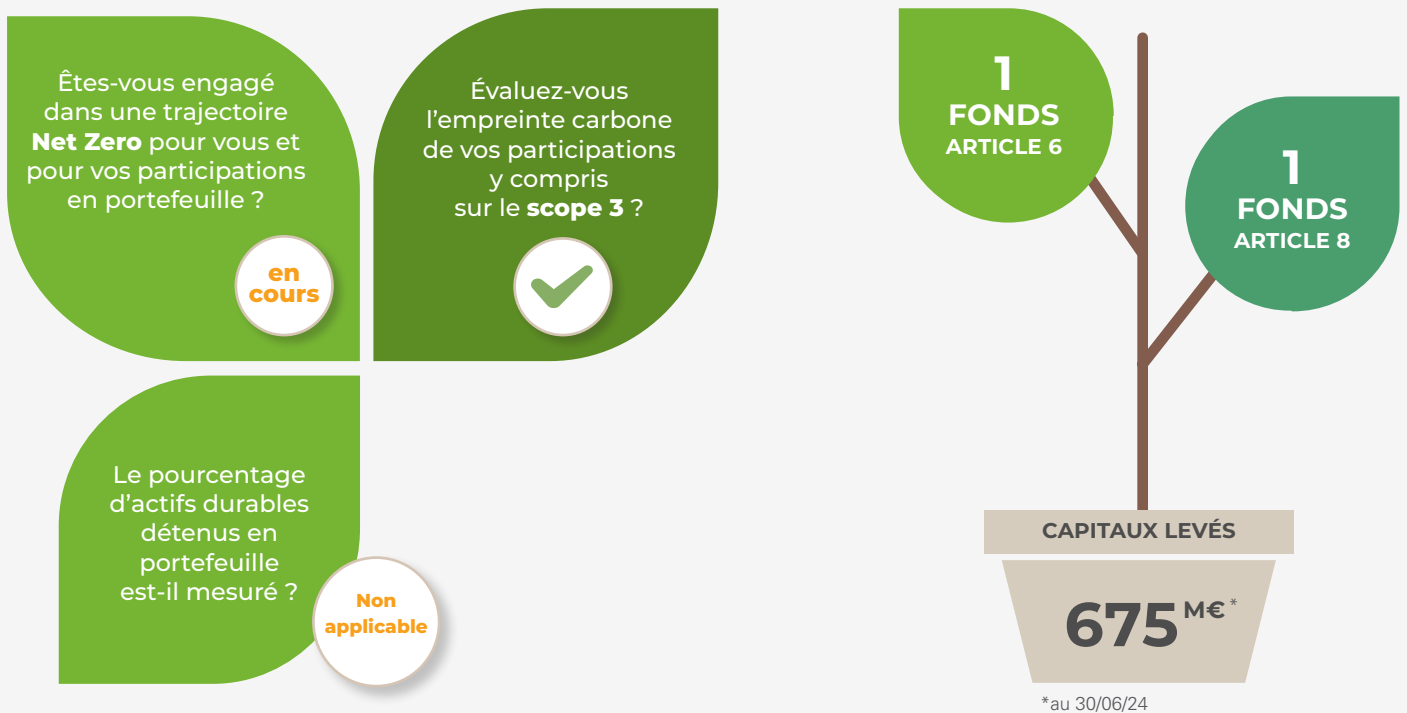 Êtes-vous engagé
dans une trajectoire
Net Zero pour vous et
pour vos participations
en portefeuille ?
en
cours
Évaluez-vous
l’empreinte carbone
de vos participations
y compris
sur le scope 3 ?
Le pourcentage
d’actifs durables
détenus en
portefeuille
est-il mesuré ?
Non
applicable
1
FONDS
ARTICLE 6
1
FONDS
ARTICLE 8
CAPITAUX LEVÉS
675 M€*
*au 30/06/24